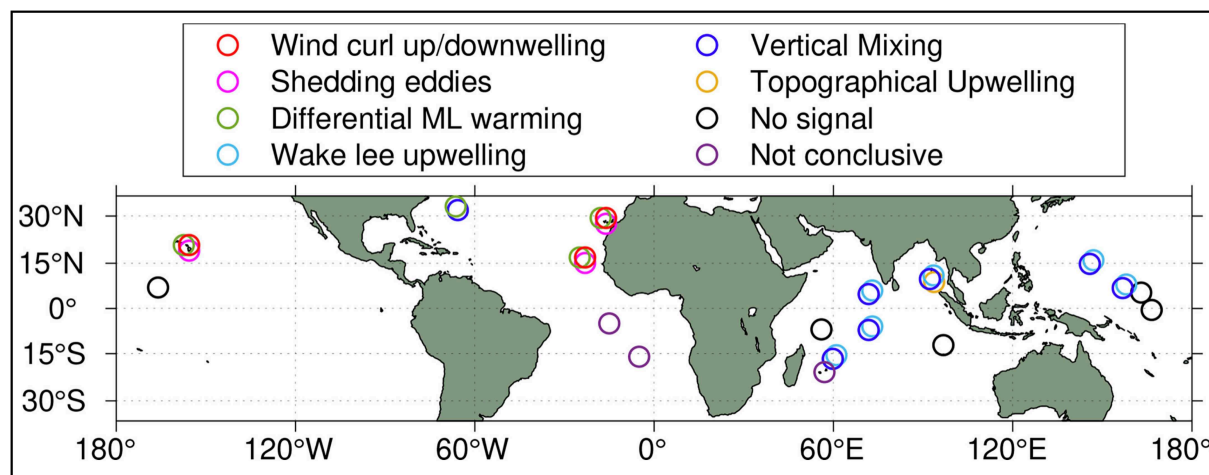 Wind curl up/downwelling
Vertical Mixing
Shedding eddies
Topographical Upwelling
Differential ML warming
No signal
Wake lee upwelling
Not conclusive
30°N
15°N
0°
15°S
30°S
180° 120°W 60°W 0° 60°E 120°E 180°